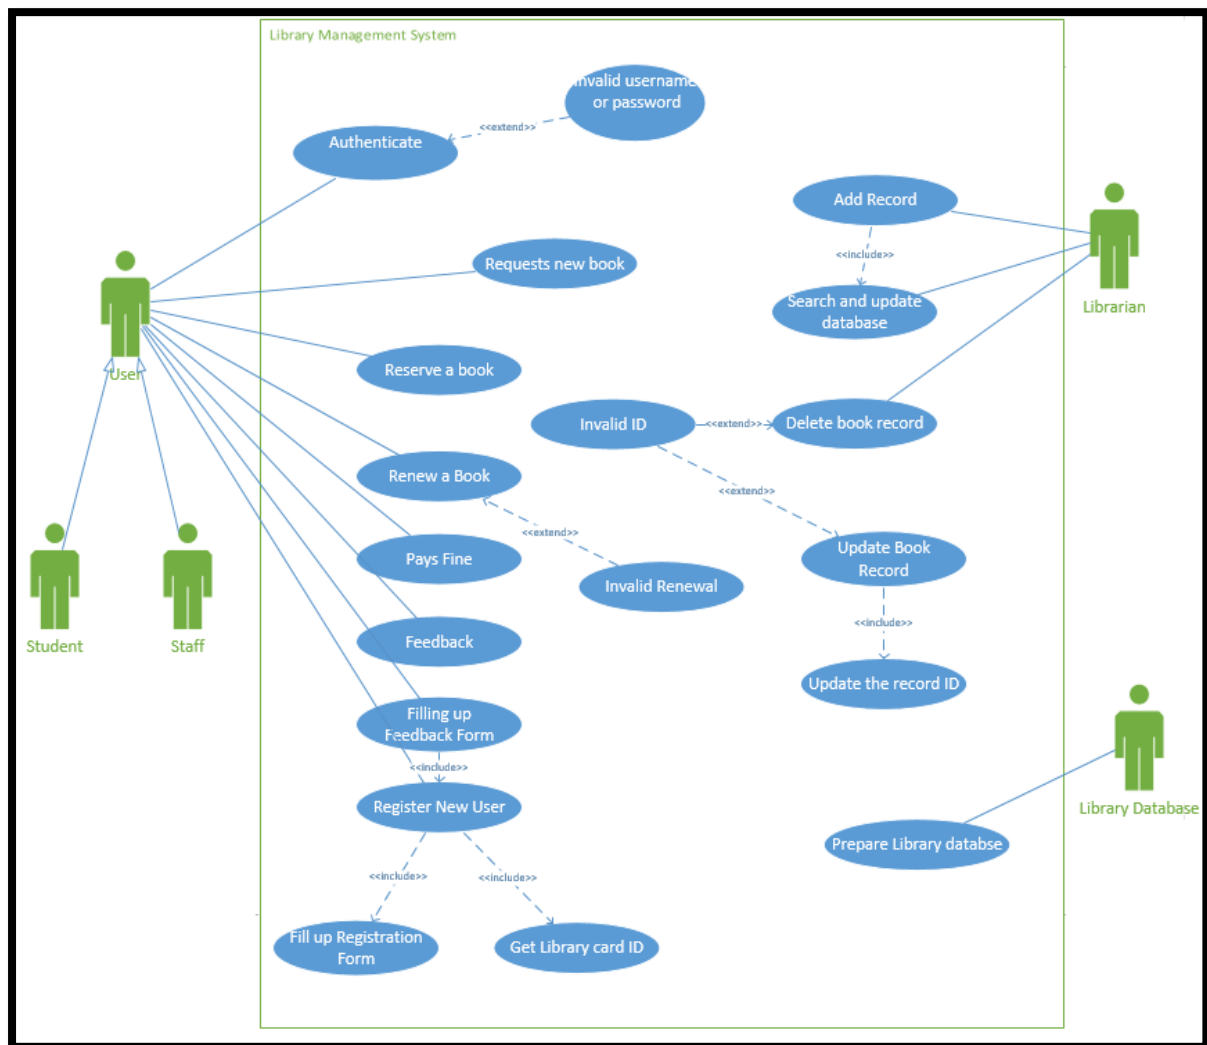 Library Management System
Invalid username
or password
<<extend>>
Authenticate
Add Record
Requests new book
<<include>>
Search and update
database
Librarian
Reserve a book
User
Invalid ID
<<extend>>
Delete book record
Renew a Book
<<extend>>
<<extend>>
Update Book
Record
Pays Fine
Invalid Renewal
<<include>>
Feedback
Student
Staff
Update the record ID
Filling up
Feedback Form
<<include>>
Register New User
Library Database
Prepare Library databse
<<include>>
<<include>>
Fill up Registration
Form
Get Library card ID